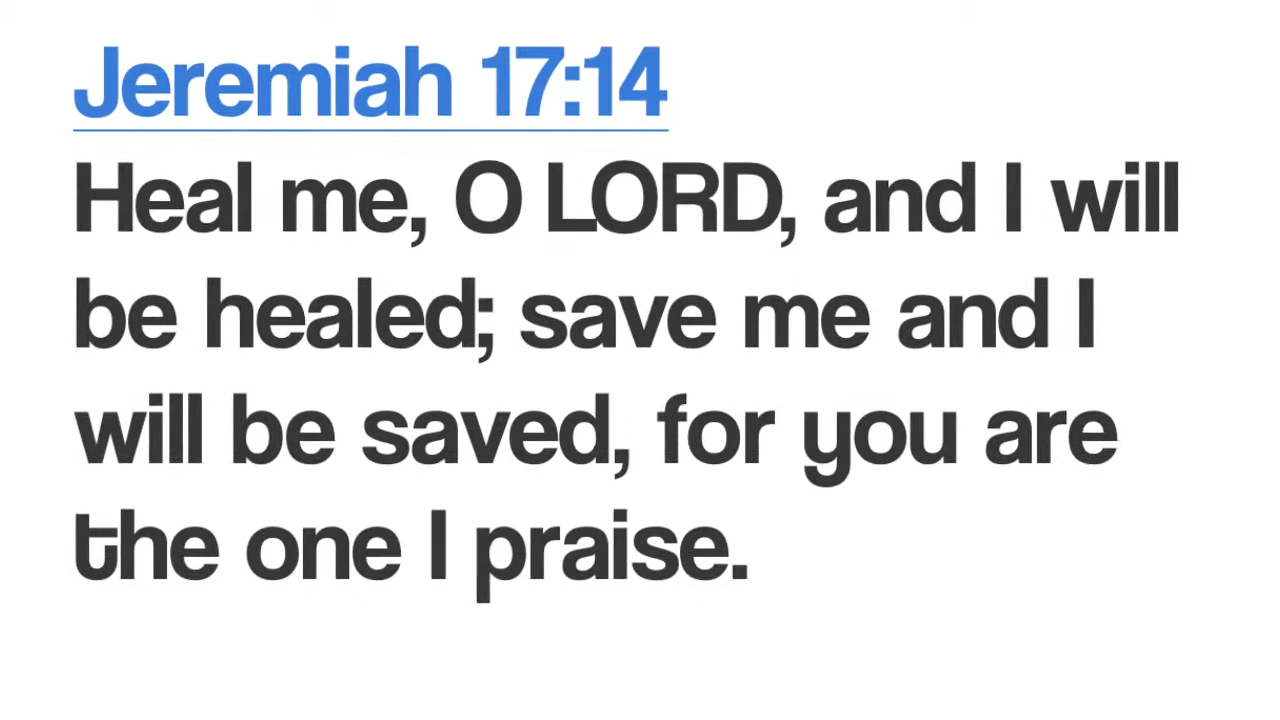 Jeremiah 17:14
Heal me, O LORD, and I will
be healed; save me and I
will be saved, for you are
the one I praise.